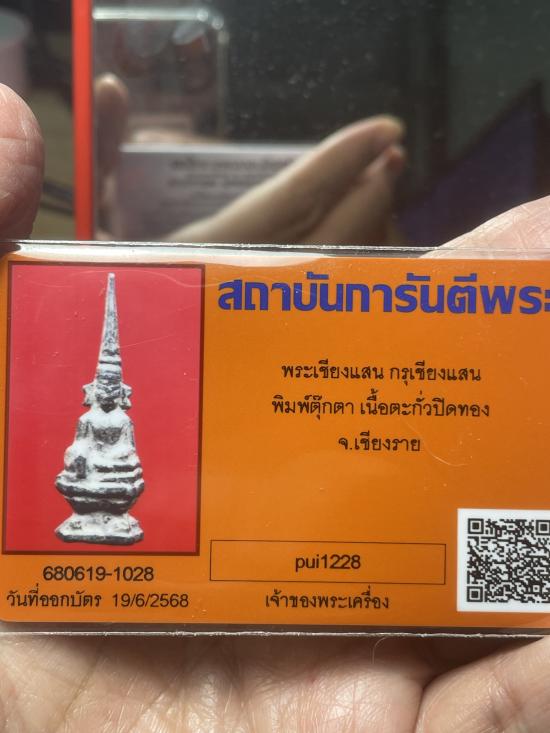 สถาบันการันตีพระ
พระเชียงแสน กรุเชียงแสน
พิมพ์ตุ๊กตา เนื้อตะกั่วปิดทอง
จ.เชียงราย
680619-1028
วันที่ออกบัตร 19/6/2568
pui1228
เจ้าของพระเครื่อง